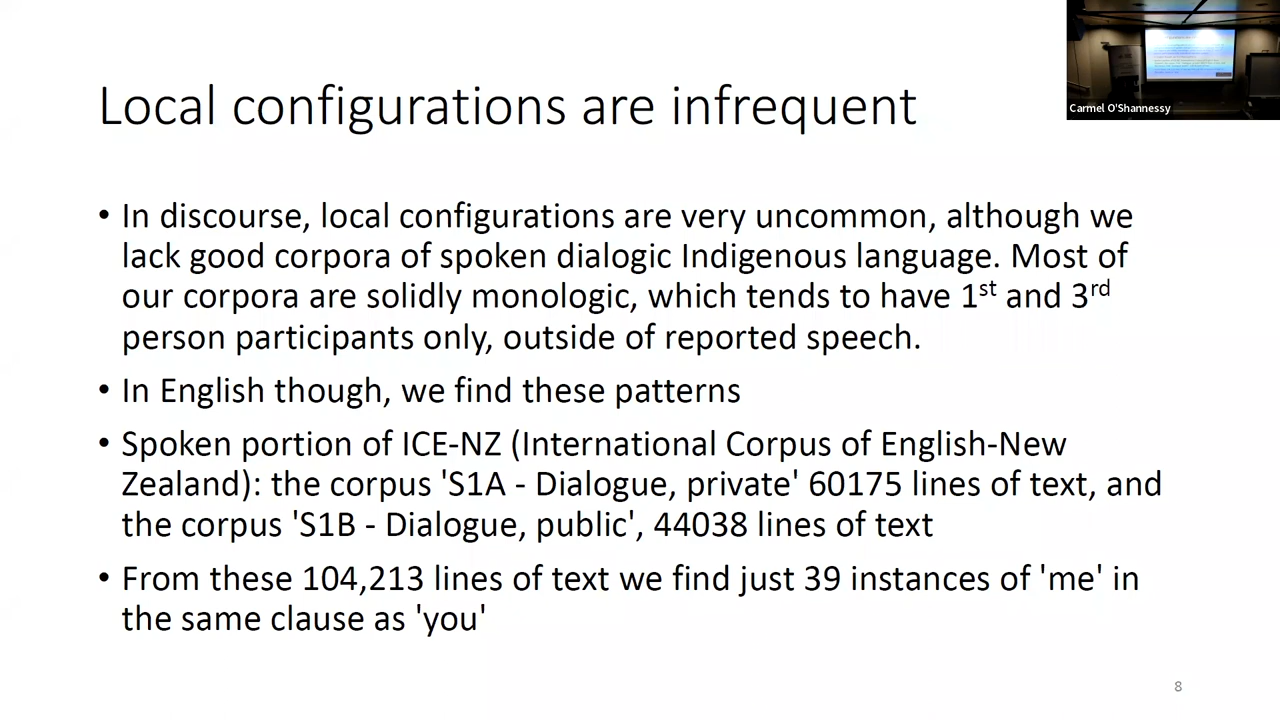 Carmel O'Shannessy
Local configurations are infrequent
• In discourse, local configurations are very uncommon, although we
lack good corpora of spoken dialogic Indigenous language. Most of
our corpora are solidly monologic, which tends to have 1st and 3rd
person participants only, outside of reported speech.
• In English though, we find these patterns
• Spoken portion of ICE-NZ (International Corpus of English-New
Zealand): the corpus 'S1A - Dialogue, private' 60175 lines of text, and
the corpus 'S1B - Dialogue, public', 44038 lines of text
• From these 104,213 lines of text we find just 39 instances of 'me' in
the same clause as 'you'
8